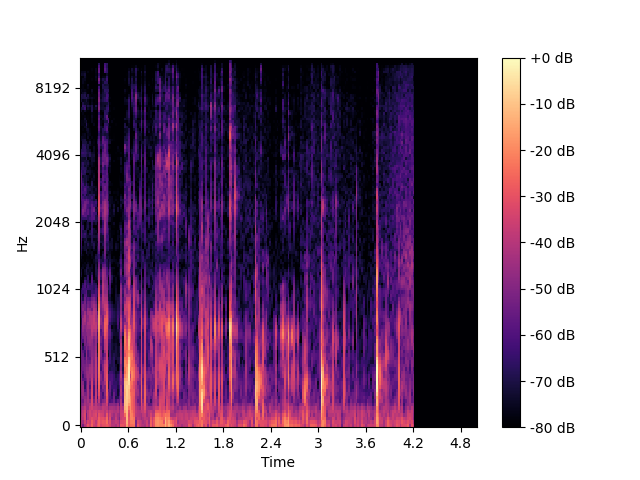 +0 dB
8192
-10 dB
4096
-20 dB
-30 dB
2048
Hz
-40 dB
1024
-50 dB
-60 dB
512
-70 dB
0
-80 dB
0 0.6 1.2 1.8 2.4 3 3.6 4.2 4.8
Time